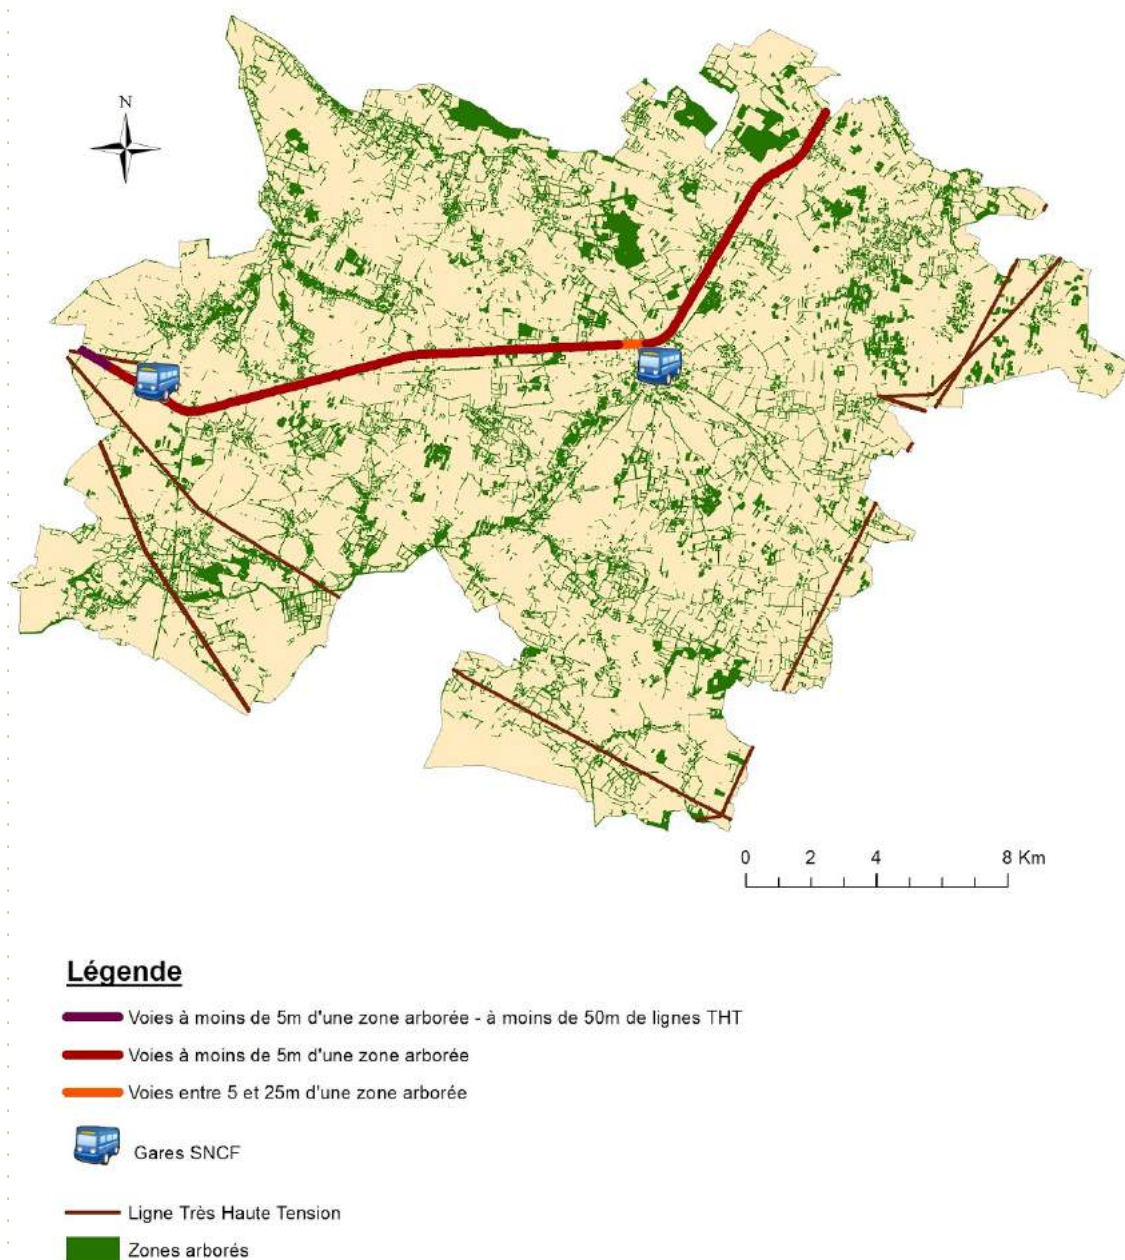 N
0 2 4 8 Km
Légende
Voies à moins de 5m d'une zone arborée - à moins de 50m de lignes THT
Voies à moins de 5m d'une zone arborée
Voies entre 5 et 25m d'une zone arborée
Gares SNCF
Ligne Très Haute Tension
Zones arborés